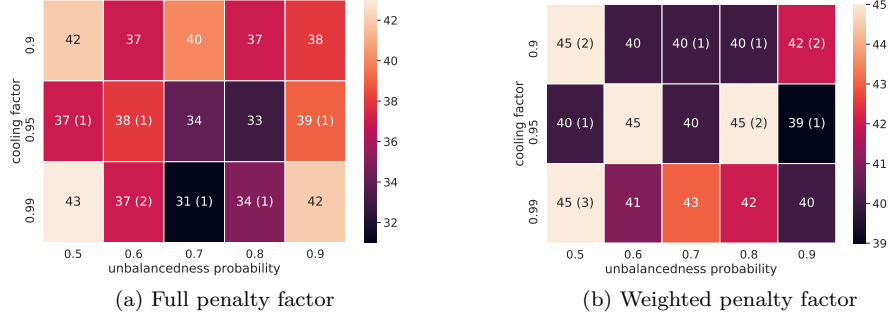 cooling factor
0.9 0.95 0.99
42 37 40 37 38
37 (1) 38 (1) 34 33 39 (1)
43 37 (2) 31 (1) 34 (1) 42
0.5 0.6 0.7 0.8 0.9
unbalancedness probability
42
40
38
36
34
32
(a) Full penalty factor
cooling factor
0.9 0.95 0.99
45 (2) 40 40 (1) 40 (1) 42 (2)
40 (1) 45 40 45 (2) 39 (1)
45 (3) 41 43 42 40
0.5 0.6 0.7 0.8 0.9
unbalancedness probability
45
44
43
42
41
40
39
(b) Weighted penalty factor